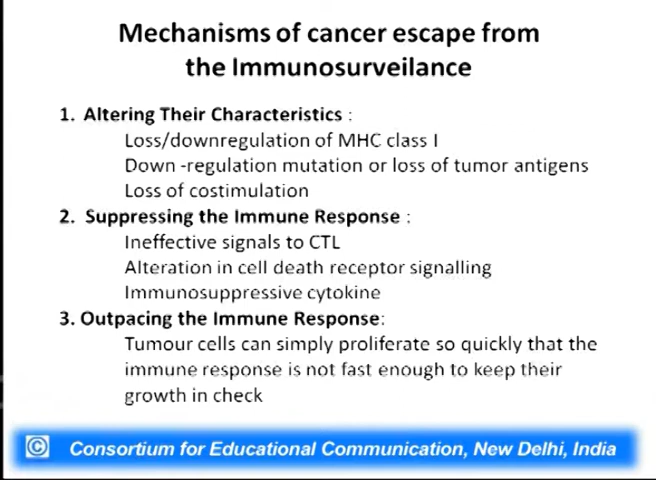 Mechanisms of cancer escape from
the Immunosurveilance
1. Altering Their Characteristics :
Loss/downregulation of MHC class I
Down -regulation mutation or loss of tumor antigens
Loss of costimulation
2. Suppressing the Immune Response :
Ineffective signals to CTL
Alteration in cell death receptor signalling
Immunosuppressive cytokine
3. Outpacing the Immune Response:
Tumour cells can simply proliferate so quickly that the
immune response is not fast enough to keep their
growth in check
© Consortium for Educational Communication, New Delhi, India